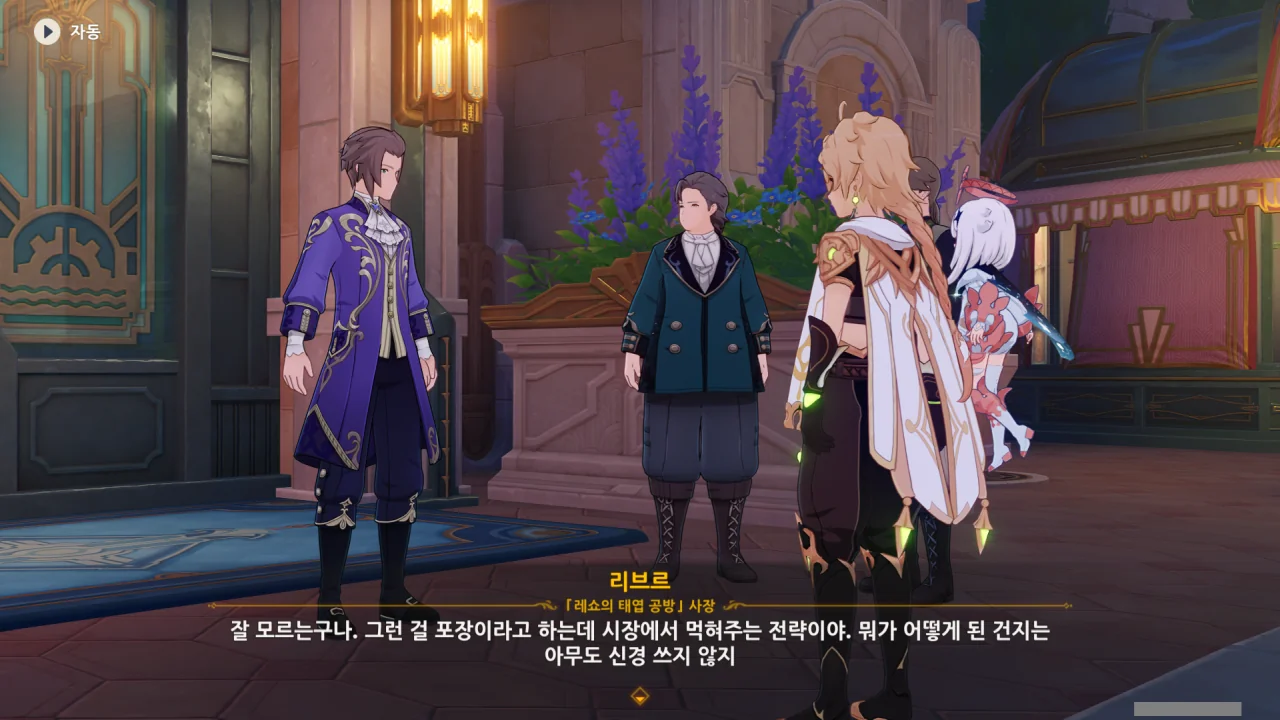 자동
리브르
「레쇼의 태엽 공방」 사장
잘 모르는구나. 그런 걸 포장이라고 하는데 시장에서 먹혀주는 전략이야. 뭐가 어떻게 된 건지는
아무도 신경 쓰지 않지